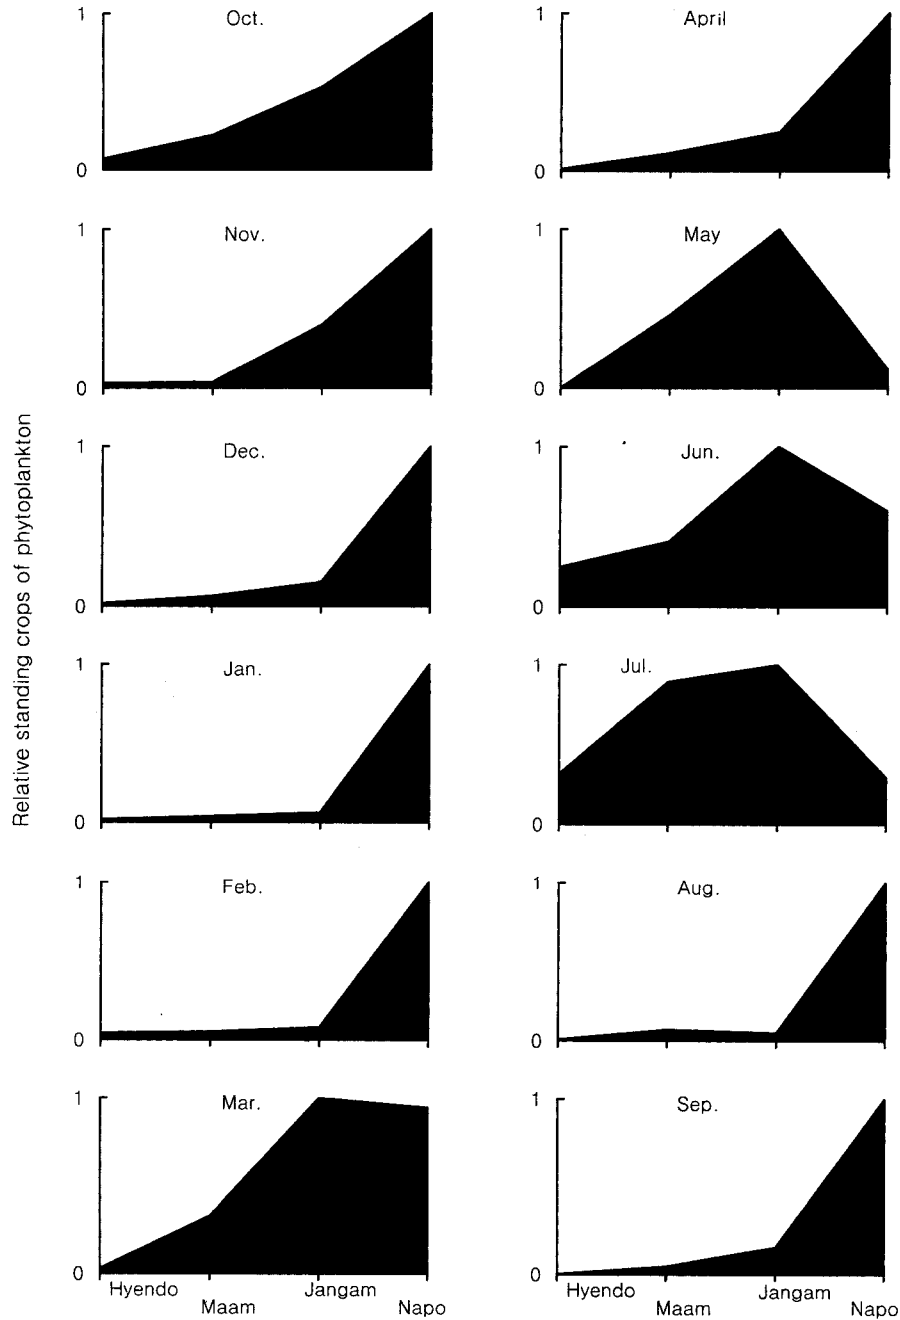 1
Oct.
0
1
April
0
1
Nov.
0
1
May
0
1
Dec.
0
1
Jun.
0
1
Jan.
0
1
Jul.
0
1
Feb.
0
1
Aug.
0
1
Mar.
0
1
Sep.
0
Relative standing crops of phytoplankton
Hyendo
Maam
Jangam
Napo
Hyendo
Maam
Jangam
Napo